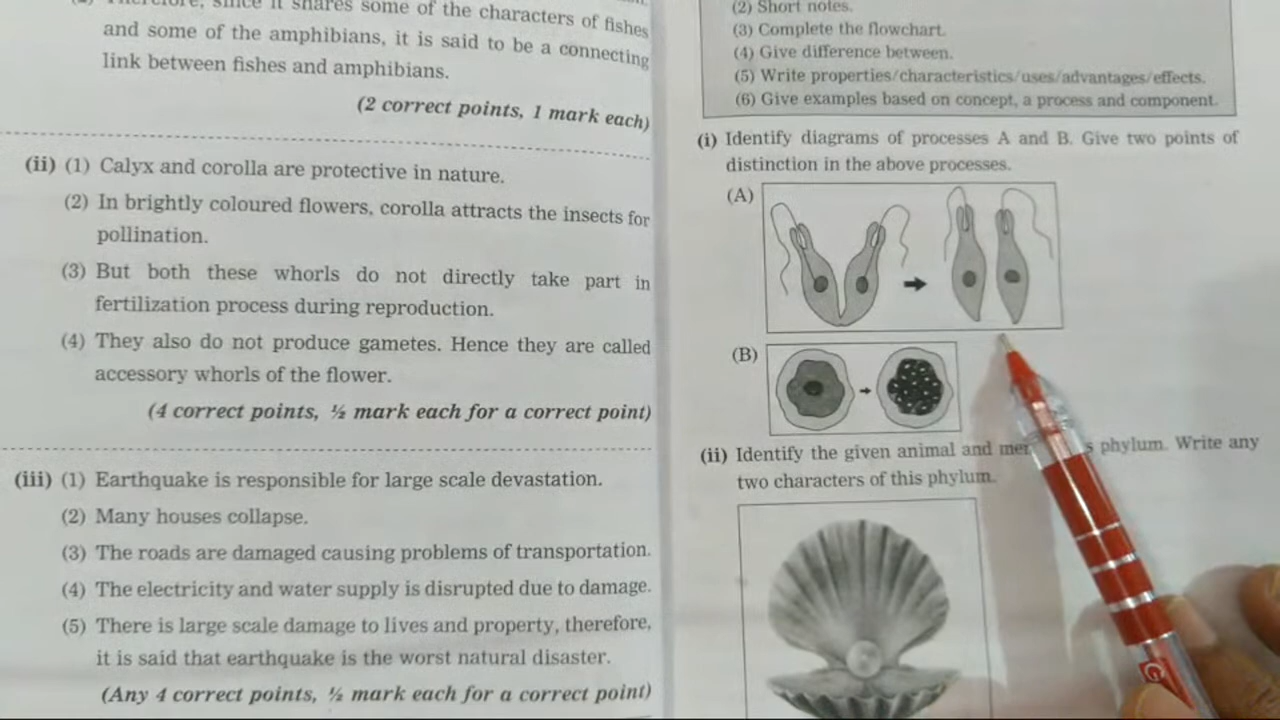 Therefore, since it shares some of the characters of fishes
and some of the amphibians, it is said to be a connecting
link between fishes and amphibians.
(2 correct points, 1 mark each)
(ii) (1) Calyx and corolla are protective in nature.
(2) In brightly coloured flowers, corolla attracts the insects for
pollination.
(3) But both these whorls do not directly take part in
fertilization process during reproduction.
(4) They also do not produce gametes. Hence they are called
accessory whorls of the flower.
(4 correct points, ½ mark each for a correct point)
(iii) (1) Earthquake is responsible for large scale devastation.
(2) Many houses collapse.
(3) The roads are damaged causing problems of transportation.
(4) The electricity and water supply is disrupted due to damage.
(5) There is large scale damage to lives and property, therefore,
it is said that earthquake is the worst natural disaster.
(Any 4 correct points, ½ mark each for a correct point)
(2) Short notes.
(3) Complete the flowchart.
(4) Give difference between.
(5) Write properties/characteristics/uses/advantages/effects.
(6) Give examples based on concept, a process and component.
(i) Identify diagrams of processes A and B. Give two points of
distinction in the above processes.
(A)
(B)
(ii) Identify the given animal and phylum. Write any
two characters of this phylum.